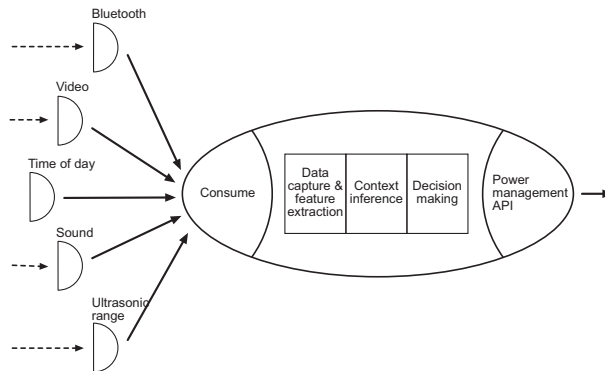 Bluetooth
Video
Time of day
Sound
Ultrasonic
range
Consume
Data
capture &
feature
extraction
Context
inference
Decision
making
Power
management
API